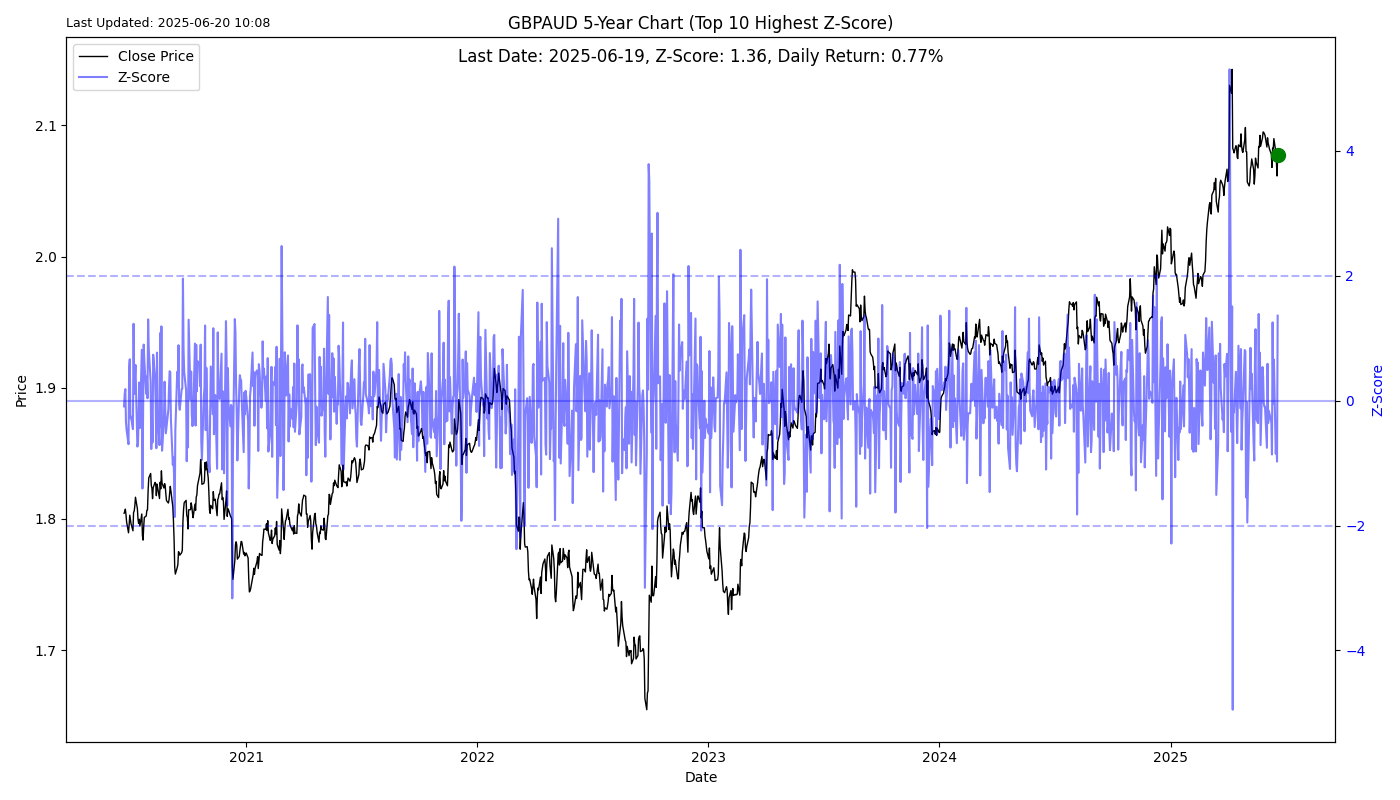 Last Updated: 2025-06-20 10:08
GBPAUD 5-Year Chart (Top 10 Highest Z-Score)
Last Date: 2025-06-19, Z-Score: 1.36, Daily Return: 0.77%
Close Price
Z-Score
Price
2.1
2.0
1.9
1.8
1.7
4
2
0
−2
−4
Z-Score
2021
2022
2023
2024
2025
Date